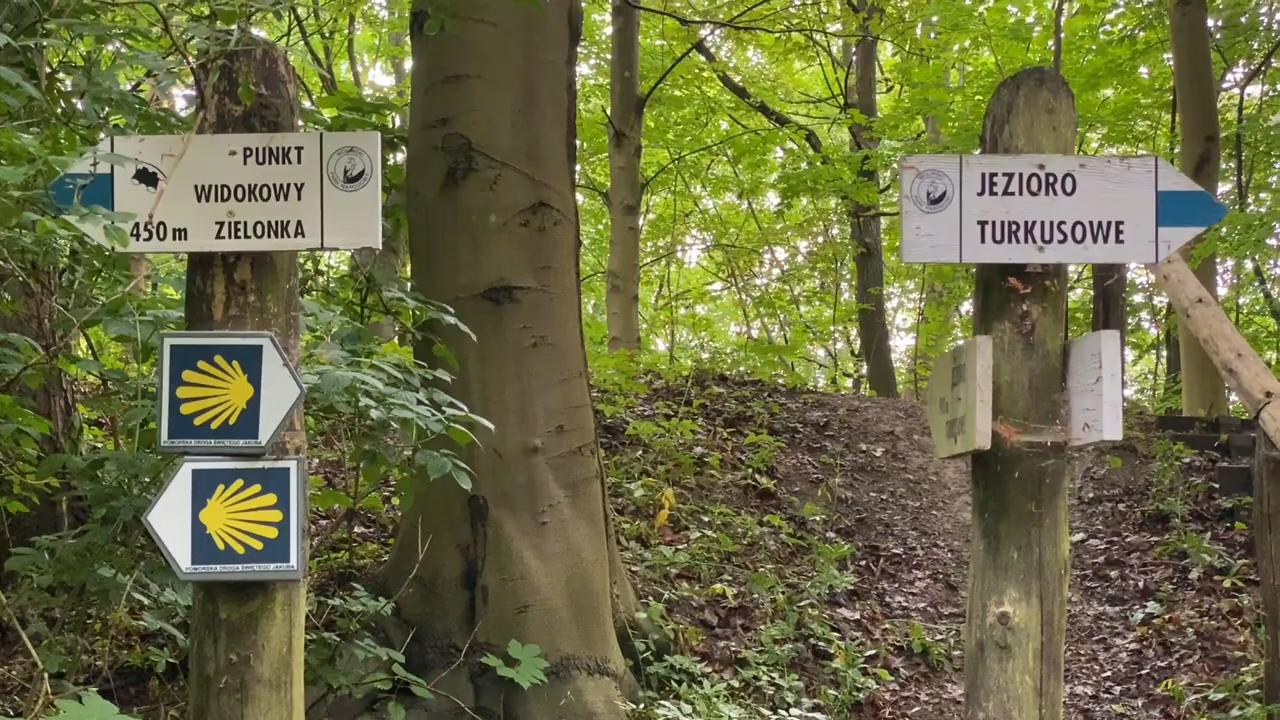 PUNKT
WIDOKOWY
450 m ZIELONKA
POMORSKA DROGA ŚWIĘTEGO JAKUBA
POMORSKA DROGA ŚWIĘTEGO JAKUBA
JEZIORO
TURKUSOWE